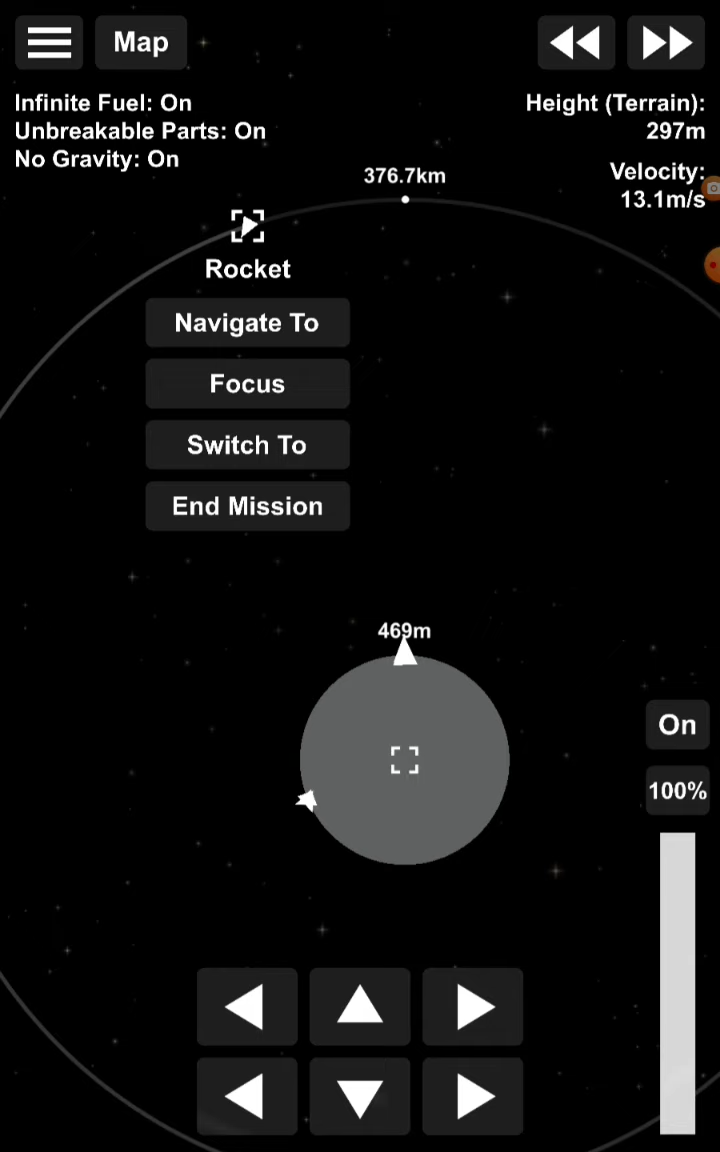 Map
Infinite Fuel: On
Unbreakable Parts: On
No Gravity: On
Height (Terrain):
297m
Velocity:
13.1m/s
376.7km
Rocket
Navigate To
Focus
Switch To
End Mission
469m
On
100%